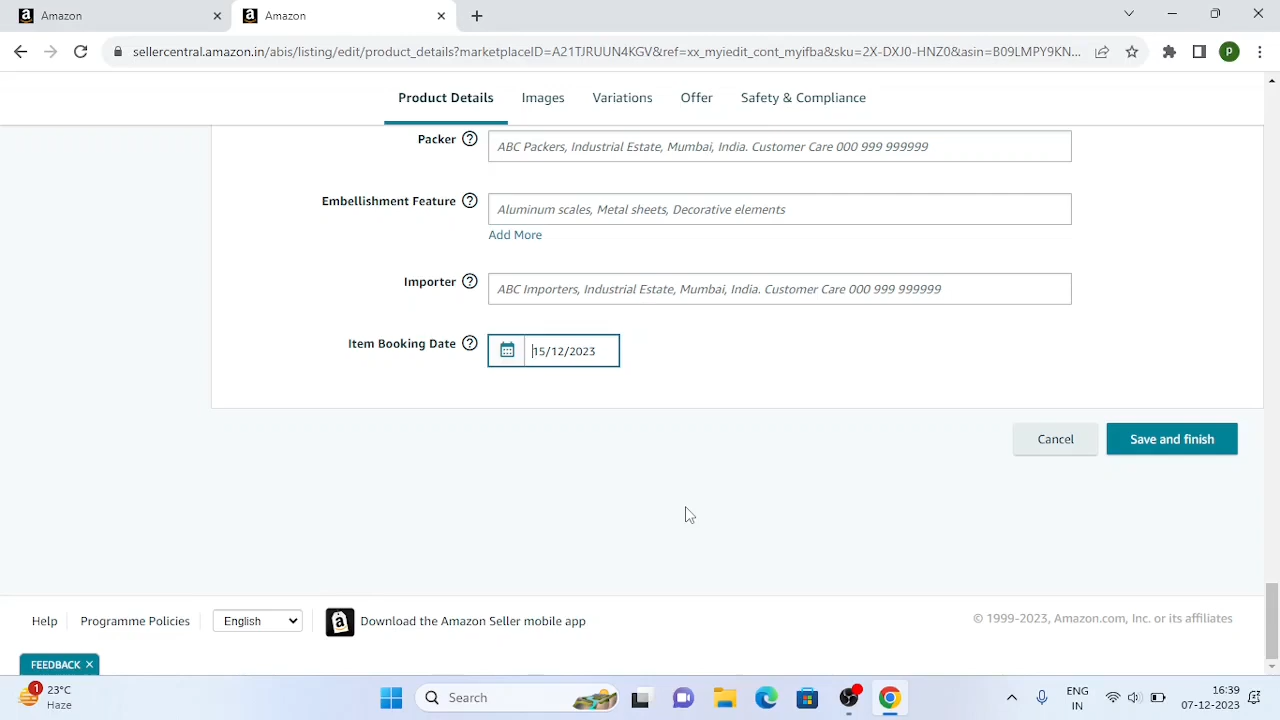 Amazon
Amazon
sellercentral.amazon.in/abis/listing/edit/product_details?marketplaceID=A21TJRUUN4KGV&ref=xx_myiedit_cont_myifba&sku=2X-DXJ0-HNZ0&asin=B09LMPY9KN...
P
Product Details Images Variations Offer Safety & Compliance
Packer ? ABC Packers, Industrial Estate, Mumbai, India. Customer Care 000 999 999999
Embellishment Feature ? Aluminum scales, Metal sheets, Decorative elements
Add More
Importer ? ABC Importers, Industrial Estate, Mumbai, India. Customer Care 000 999 999999
Item Booking Date ? 15/12/2023
Cancel Save and finish
Help Programme Policies English a Download the Amazon Seller mobile app © 1999-2023, Amazon.com, Inc. or its affiliates
FEEDBACK ×
1 23°C
Haze
Search
ENG
IN
16:39
07-12-2023